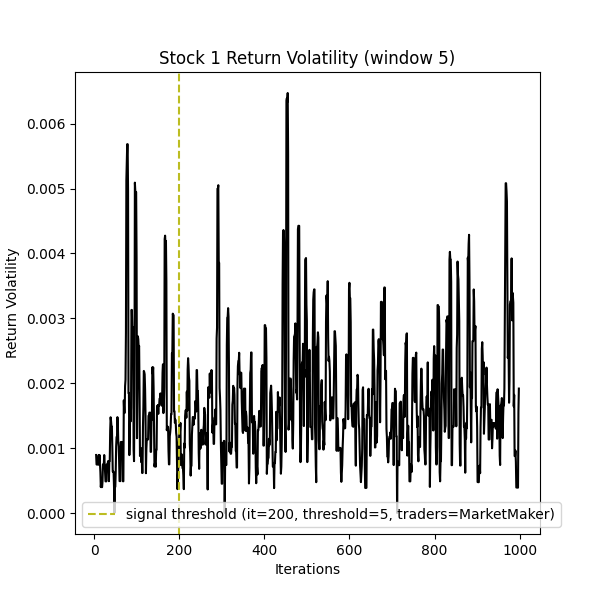 Stock 1 Return Volatility (window 5)
Return Volatility
0.006
0.005
0.004
0.003
0.002
0.001
0.000
signal threshold (it=200, threshold=5, traders=MarketMaker)
0 200 400 600 800 1000
Iterations